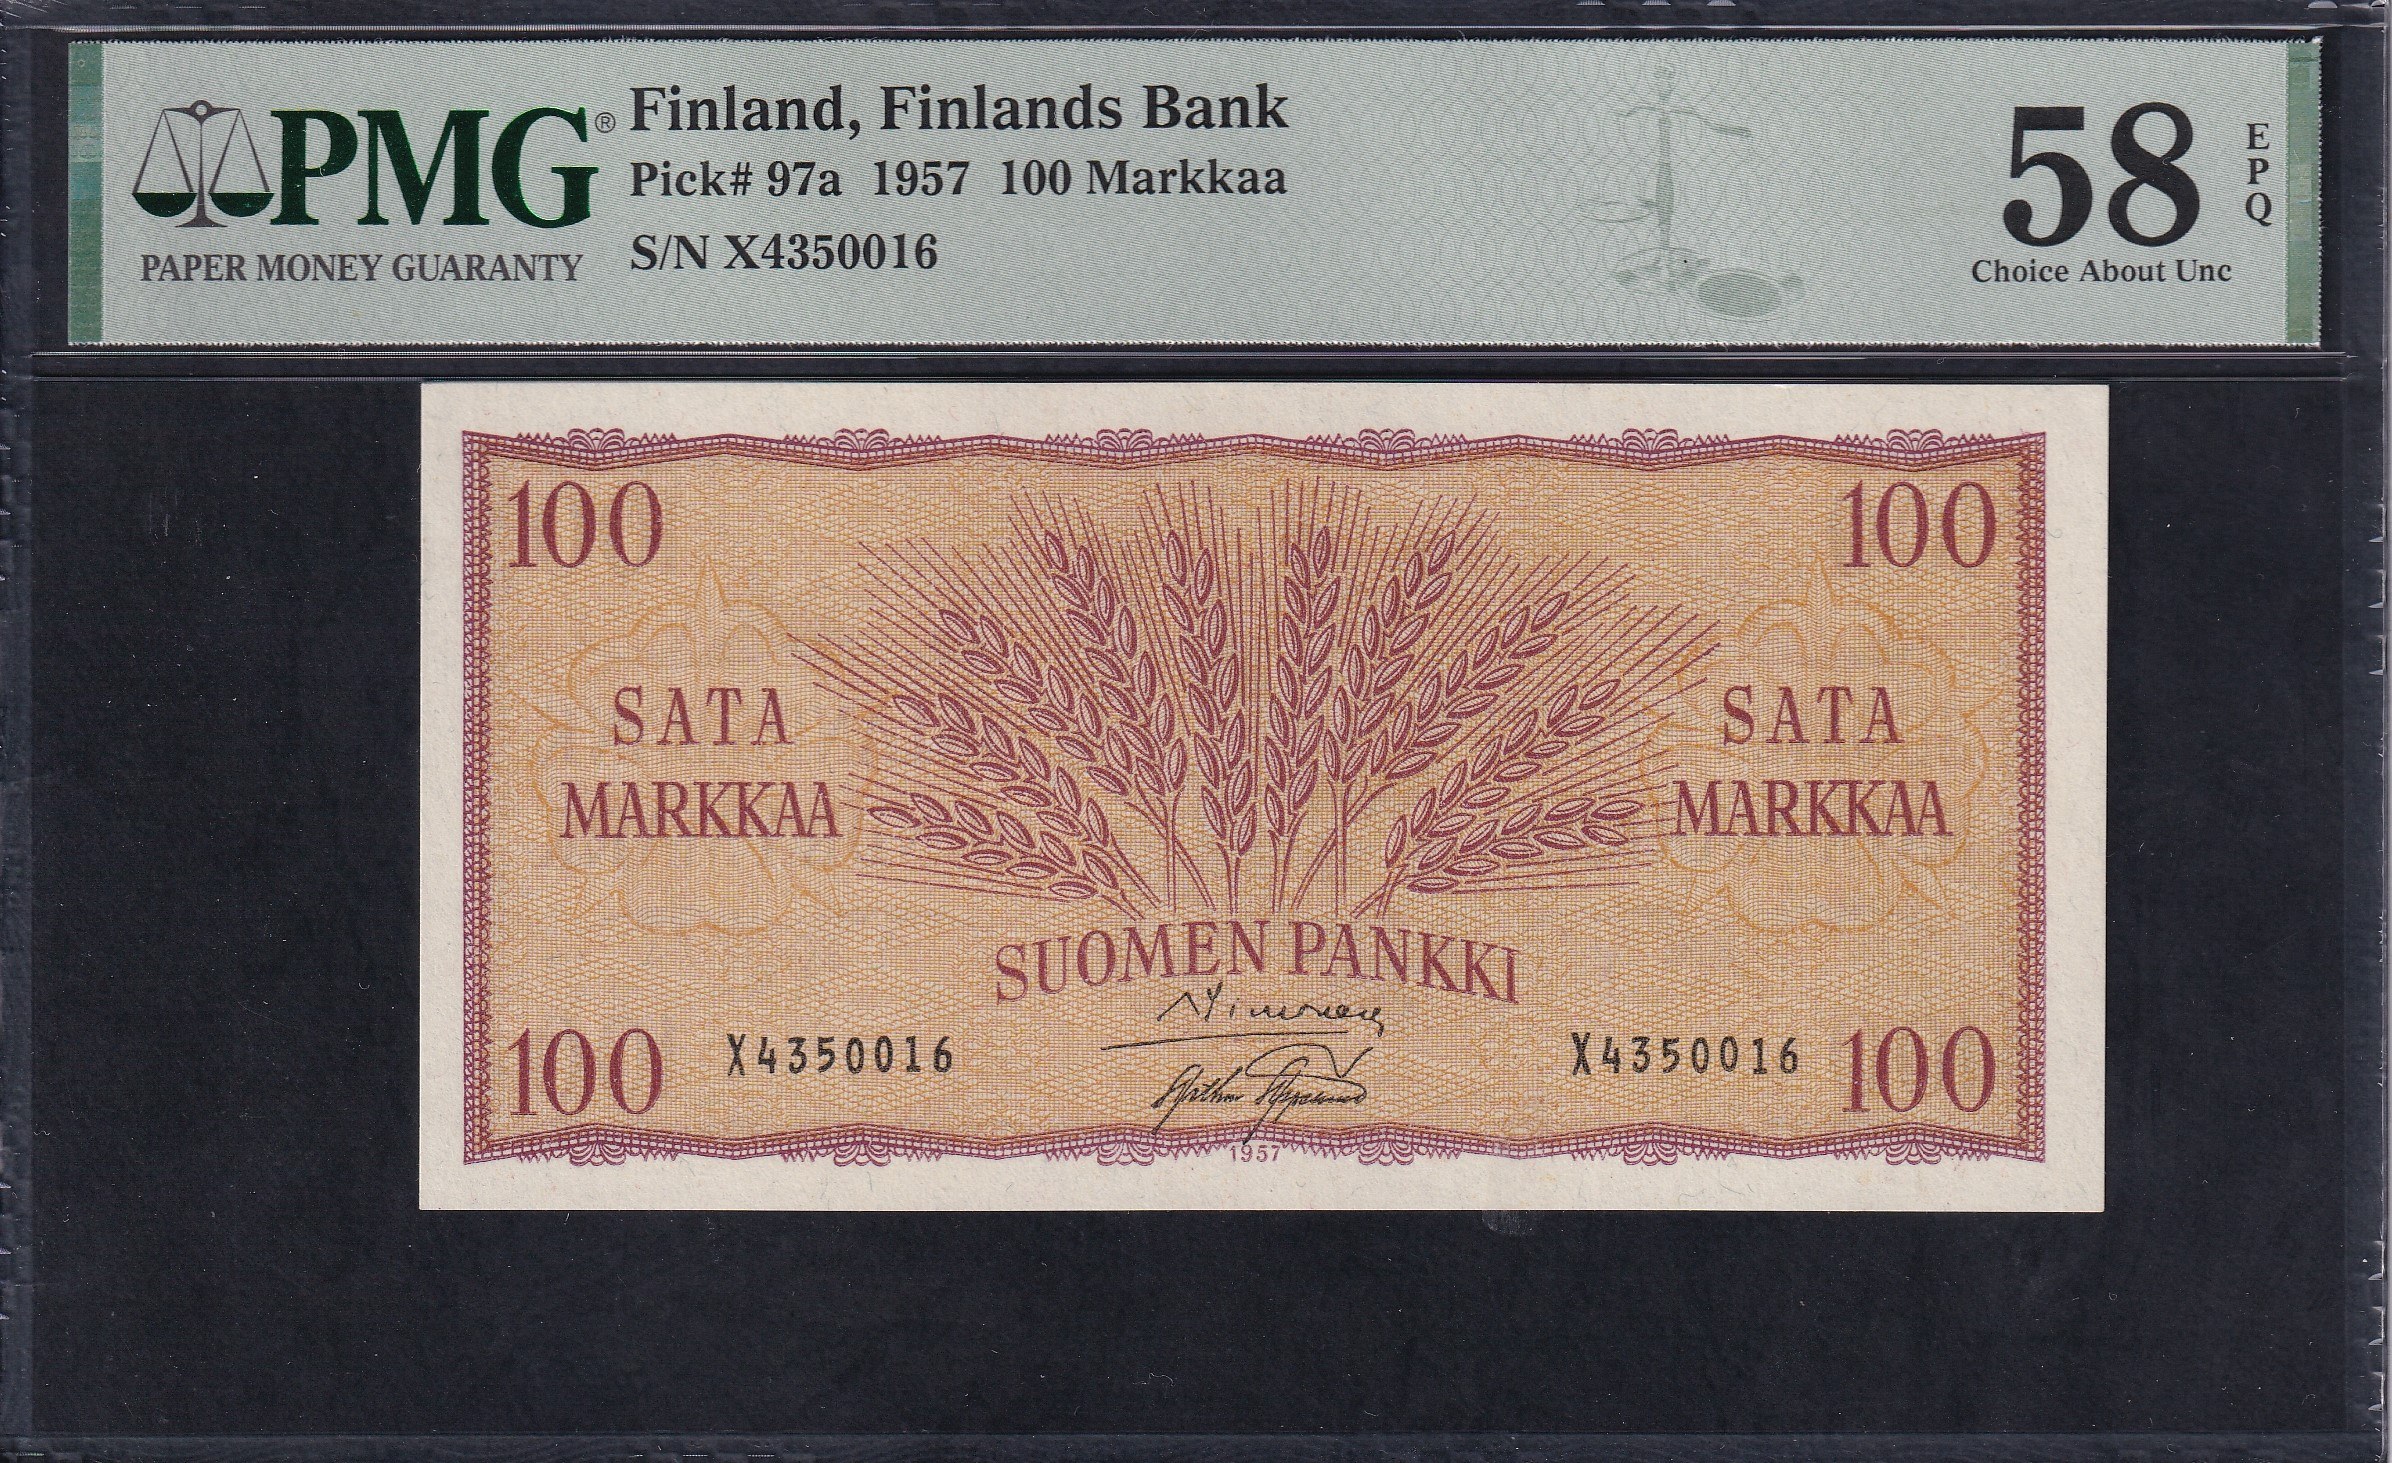 PMG®
PAPER MONEY GUARANTY
Finland, Finlands Bank
Pick# 97a 1957 100 Markkaa
S/N X4350016
58
EPQ
Choice About Unc
100
100
SATA
MARKKAA
SATA
MARKKAA
SUOMEN PANKKI
100
X4350016
X4350016
100
1957